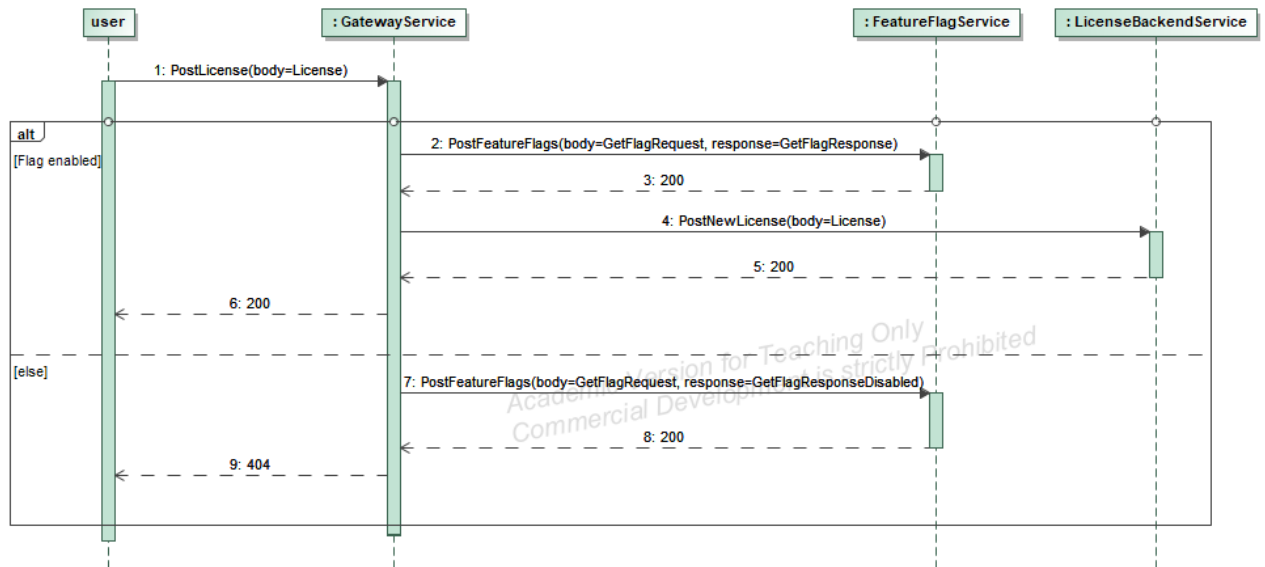 user
: GatewayService
: FeatureFlagService
: LicenseBackendService
1: PostLicense(body=License)
alt
[Flag enabled]
2: PostFeatureFlags(body=GetFlagRequest, response=GetFlagResponse)
3: 200
4: PostNewLicense(body=License)
5: 200
6: 200
Academic Version for Teaching Only
Commercial Development is strictly Prohibited
[else]
7: PostFeatureFlags(body=GetFlagRequest, response=GetFlagResponseDisabled)
8: 200
9: 404